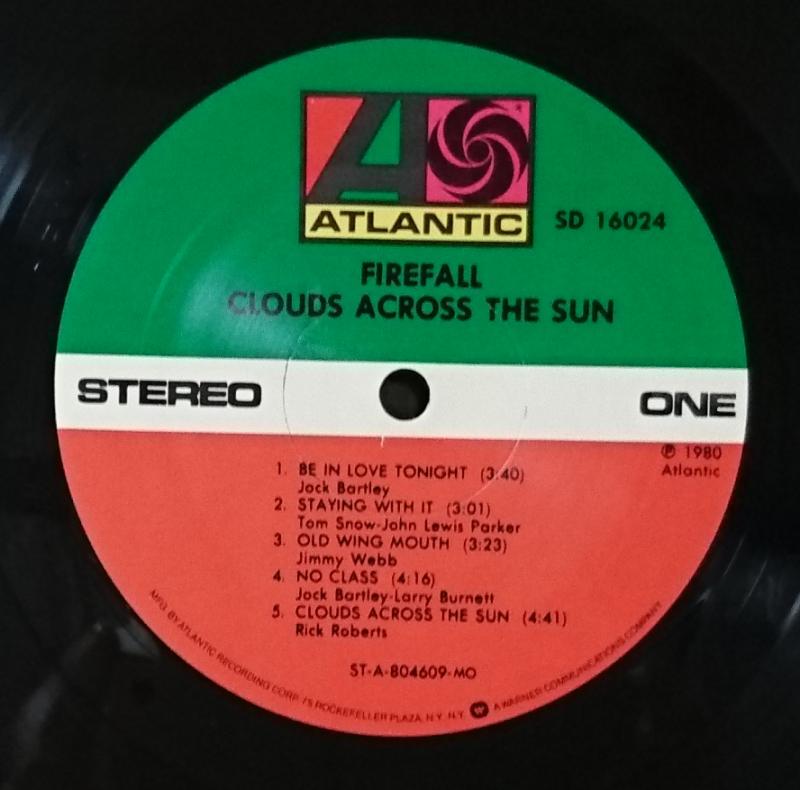 ATLANTIC
SD 16024
FIREFALL
CLOUDS ACROSS THE SUN
STEREO
ONE
℗ 1980
Atlantic
1. BE IN LOVE TONIGHT (3:40)
Jock Bartley
2. STAYING WITH IT (3:01)
Tom Snow-John Lewis Parker
3. OLD WING MOUTH (3:23)
Jimmy Webb
4. NO CLASS (4:16)
Jock Bartley-Larry Burnett
5. CLOUDS ACROSS THE SUN (4:41)
Rick Roberts
ST-A-804609-MO
MFG. BY ATLANTIC RECORDING CORP. 75 ROCKEFELLER PLAZA, N.Y. N.Y. A WARNER COMMUNICATIONS COMPANY